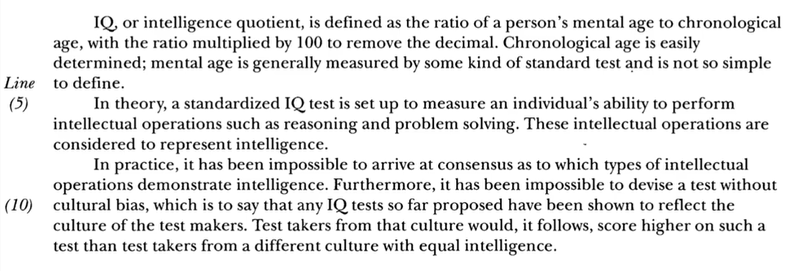 IQ, or intelligence quotient, is defined as the ratio of a person's mental age to chronological
age, with the ratio multiplied by 100 to remove the decimal. Chronological age is easily
determined; mental age is generally measured by some kind of standard test and is not so simple
Line to define.
(5) In theory, a standardized IQ test is set up to measure an individual's ability to perform
intellectual operations such as reasoning and problem solving. These intellectual operations are
considered to represent intelligence.
In practice, it has been impossible to arrive at consensus as to which types of intellectual
operations demonstrate intelligence. Furthermore, it has been impossible to devise a test without
(10) cultural bias, which is to say that any IQ tests so far proposed have been shown to reflect the
culture of the test makers. Test takers from that culture would, it follows, score higher on such a
test than test takers from a different culture with equal intelligence.